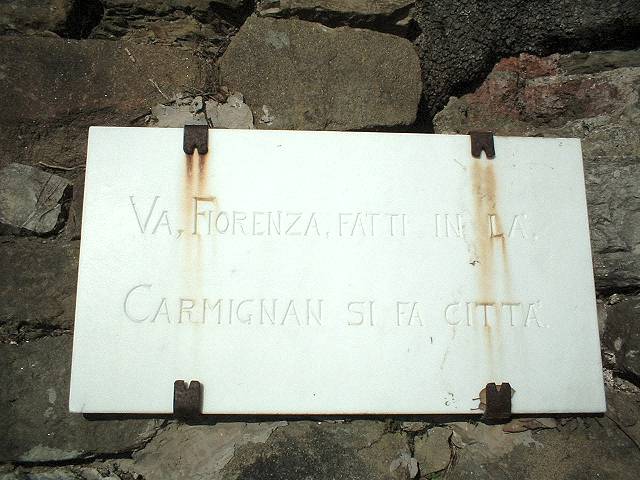 VA, FIORENZA, FATTI IN LÀ.
CARMIGNAN SI FA CITTÀ.